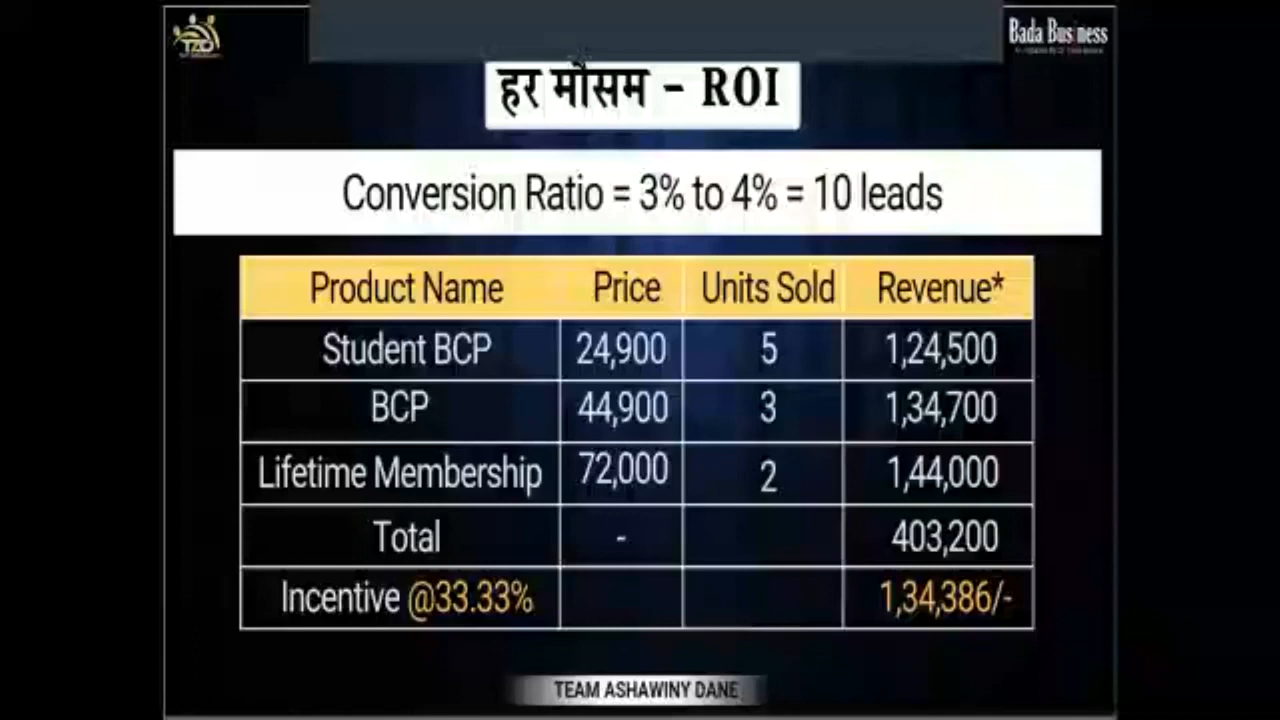 TZO
Bada Business
हर मौसम - ROI
Conversion Ratio = 3% to 4% = 10 leads
Product Name Price Units Sold Revenue*
Student BCP 24,900 5 1,24,500
BCP 44,900 3 1,34,700
Lifetime Membership 72,000 2 1,44,000
Total - 403,200
Incentive @33.33% 1,34,386/-
TEAM ASHAWINY DANE